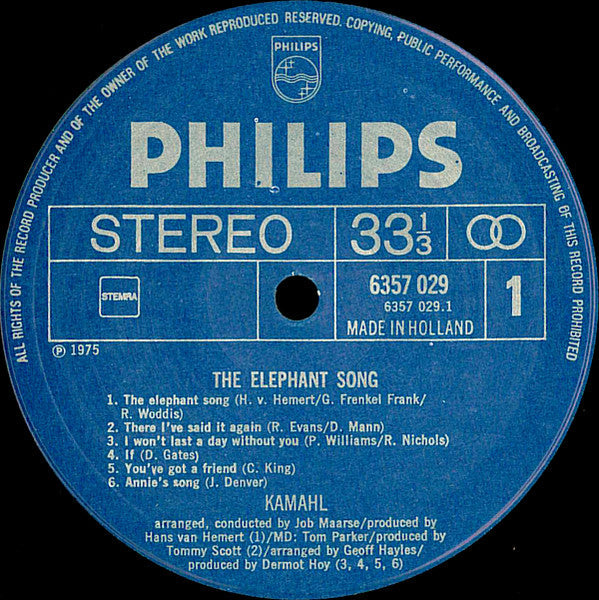 ALL RIGHTS OF THE RECORD PRODUCER AND OF THE OWNER OF THE WORK REPRODUCED RESERVED. COPYING, PUBLIC PERFORMANCE AND BROADCASTING OF THIS RECORD PROHIBITED
PHILIPS
PHILIPS
STEREO 33 1/3
STEMRA 6357 029 1
6357 029.1
MADE IN HOLLAND
℗ 1975
THE ELEPHANT SONG
1. The elephant song (H. v. Hemert/G. Frenkel Frank/
R. Woddis)
2. There I've said it again (R. Evans/D. Mann)
3. I won't last a day without you (P. Williams/R. Nichols)
4. If (D. Gates)
5. You've got a friend (C. King)
6. Annie's song (J. Denver)
KAMAHL
arranged, conducted by Job Maarse/produced by
Hans van Hemert (1)/MD: Tom Parker/produced by
Tommy Scott (2)/arranged by Geoff Hayles/
produced by Dermot Hoy (3, 4, 5, 6)